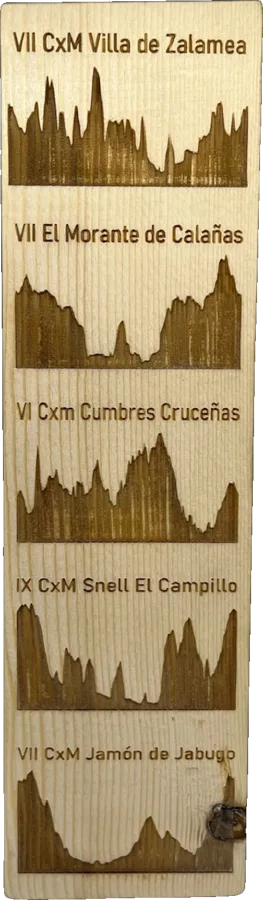 VII CxM Villa de Zalamea
VII El Morante de Calañas
VI Cxm Cumbres Cruceñas
IX CxM Snell El Campillo
VII CxM Jamón de Jabugo